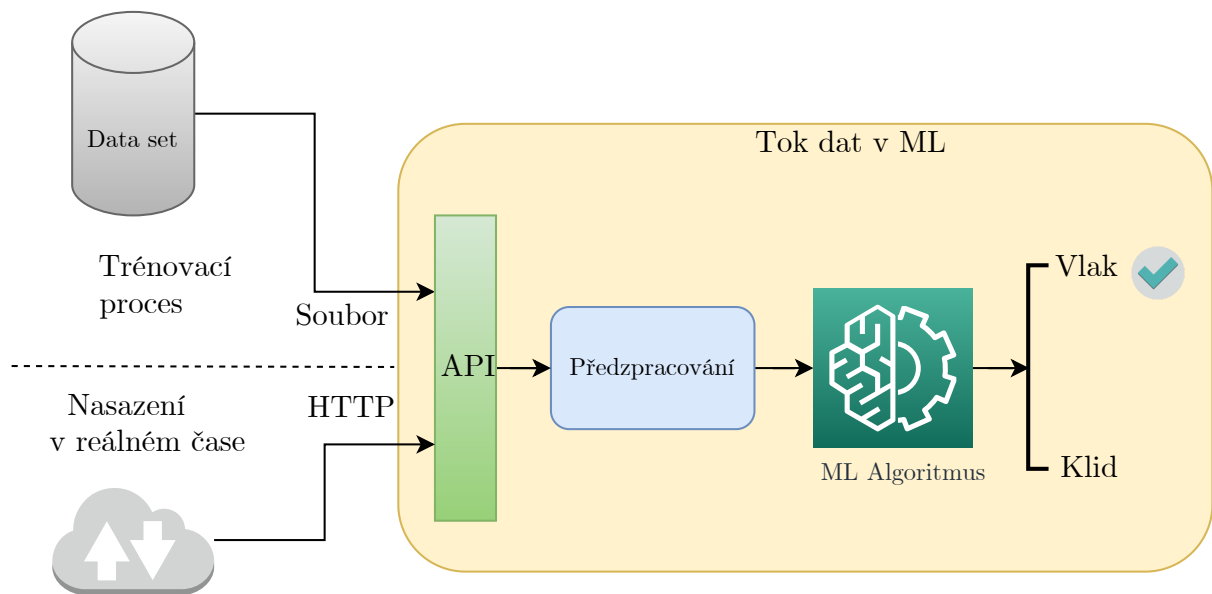 Data set
Tok dat v ML
Trénovací
proces
Soubor
Vlak
API
Předzpracování
HTTP
Nasazení
v reálném čase
ML Algoritmus
Klid